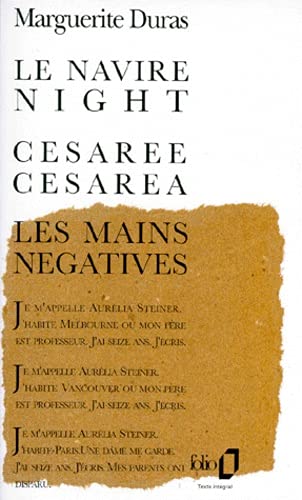 Marguerite Duras
LE NAVIRE
NIGHT
CESAREE
CESAREA
LES MAINS
NEGATIVES
JE M'APPELLE AURÉLIA STEINER.
J'HABITE MELBOURNE OÙ MON PÈRE
EST PROFESSEUR. J'AI SEIZE ANS. J'ÉCRIS.
JE M'APPELLE AURÉLIA STEINER.
J'HABITE VANCOUVER OÙ MON PÈRE
EST PROFESSEUR. J'AI SEIZE ANS. J'ÉCRIS.
JE M'APPELLE AURÉLIA STEINER.
J'HABITE PARIS. UNE DAME ME GARDE.
J'AI SEIZE ANS. J'ÉCRIS. MES PARENTS ONT
DISPARU.
folio
Texte intégral